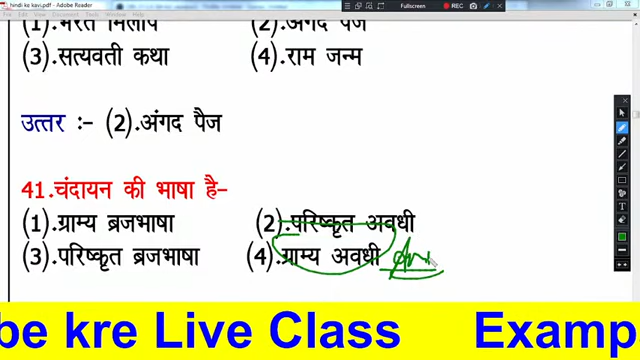 hindi ke kavi.pdf - Adobe Reader
Fullscreen REC
(1).भरत मिलाप (2).अंगद पैज
(3).सत्यवती कथा (4).राम जन्म
उत्तर :- (2).अंगद पैज
41.चंदायन की भाषा है-
(1).ग्राम्य ब्रजभाषा (2).परिष्कृत अवधी
(3).परिष्कृत ब्रजभाषा (4).ग्राम्य अवधी Ans
be kre Live Class Examp